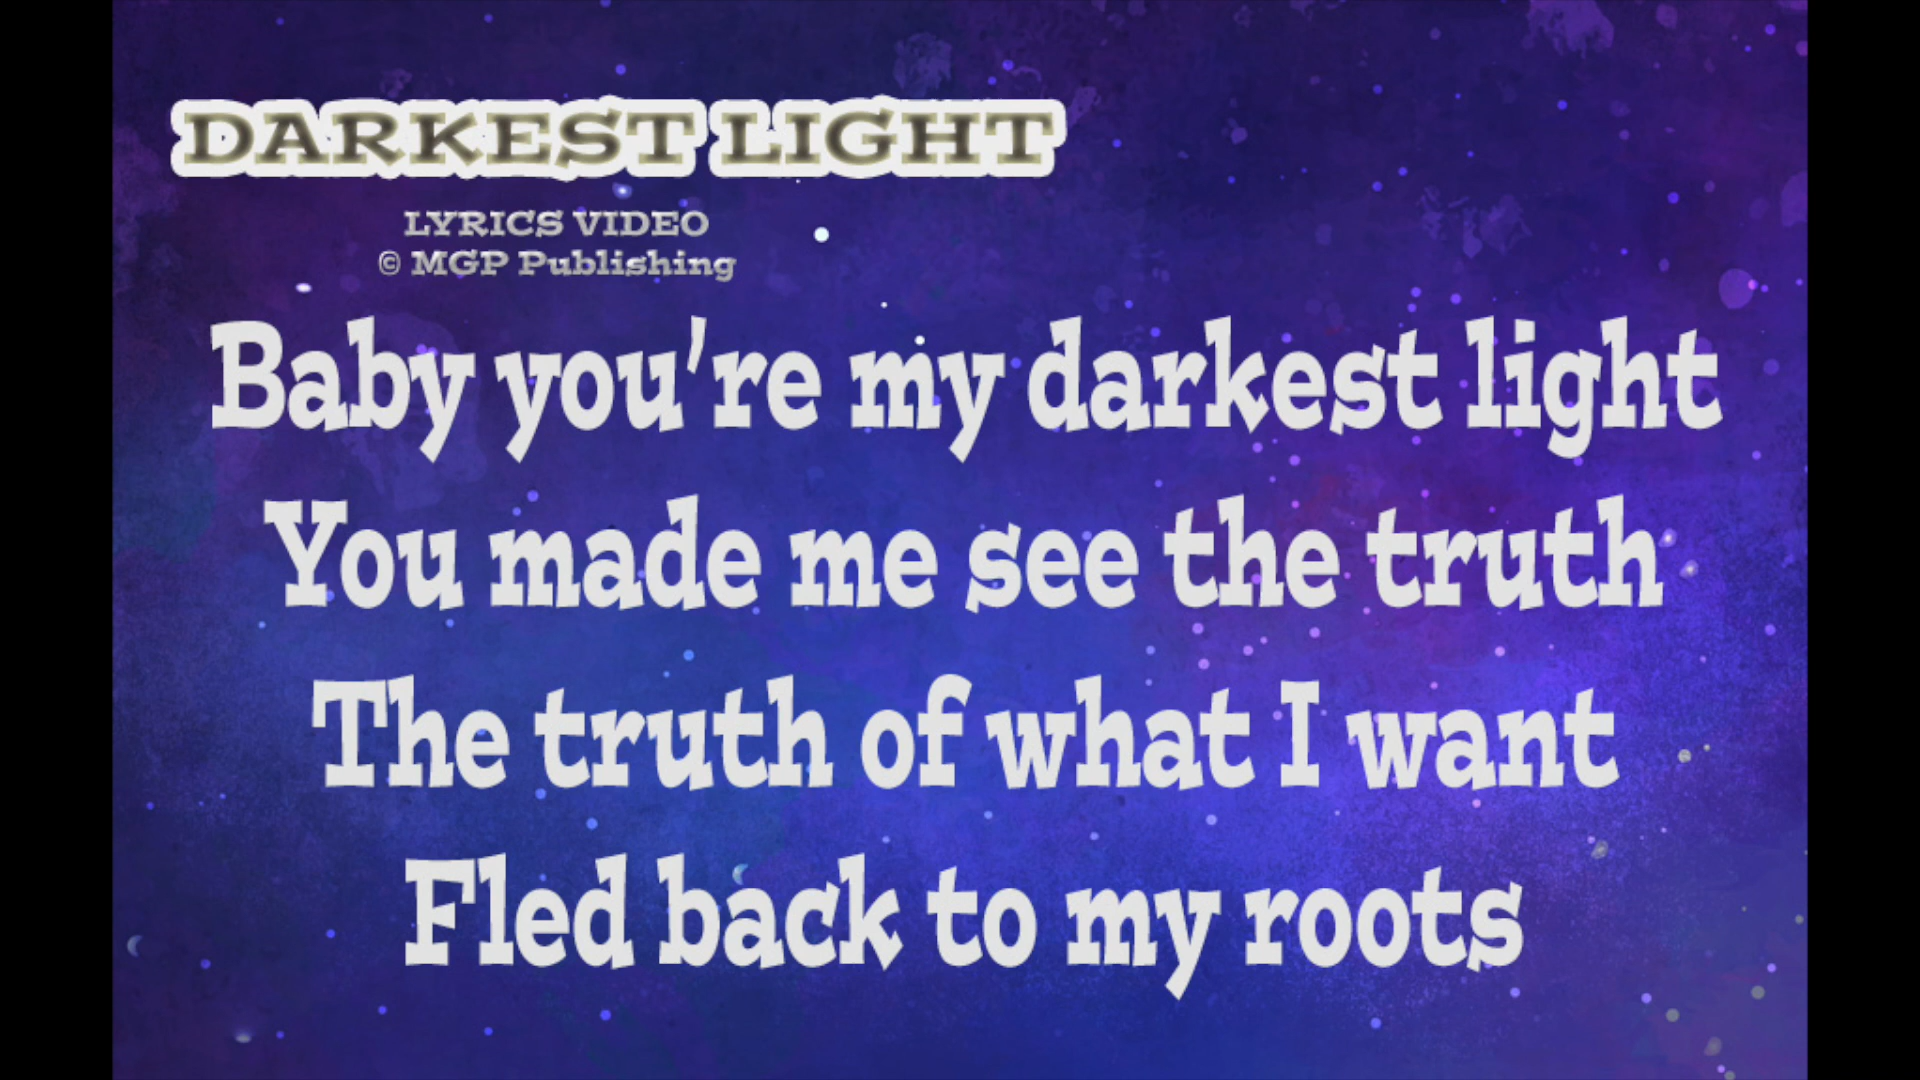 DARKEST LIGHT
LYRICS VIDEO
© MGP Publishing
Baby you're my darkest light
You made me see the truth
The truth of what I want
Fled back to my roots